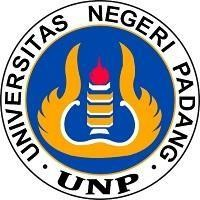 · UNIVERSITAS NEGERI PADANG ·
UNP